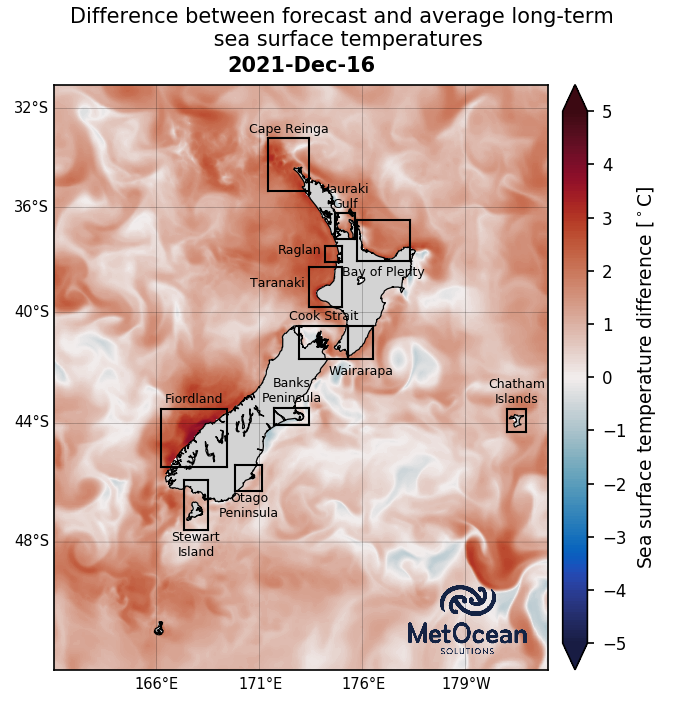 Difference between forecast and average long-term
sea surface temperatures
2021-Dec-16
32°S
36°S
40°S
44°S
48°S
166°E
171°E
176°E
179°W
Cape Reinga
Hauraki
Gulf
Raglan
Bay of Plenty
Taranaki
Cook Strait
Wairarapa
Banks
Peninsula
Fiordland
Chatham
Islands
Otago
Peninsula
Stewart
Island
MetOcean
SOLUTIONS
5
4
3
2
1
0
−1
−2
−3
−4
−5
Sea surface temperature difference [°C]